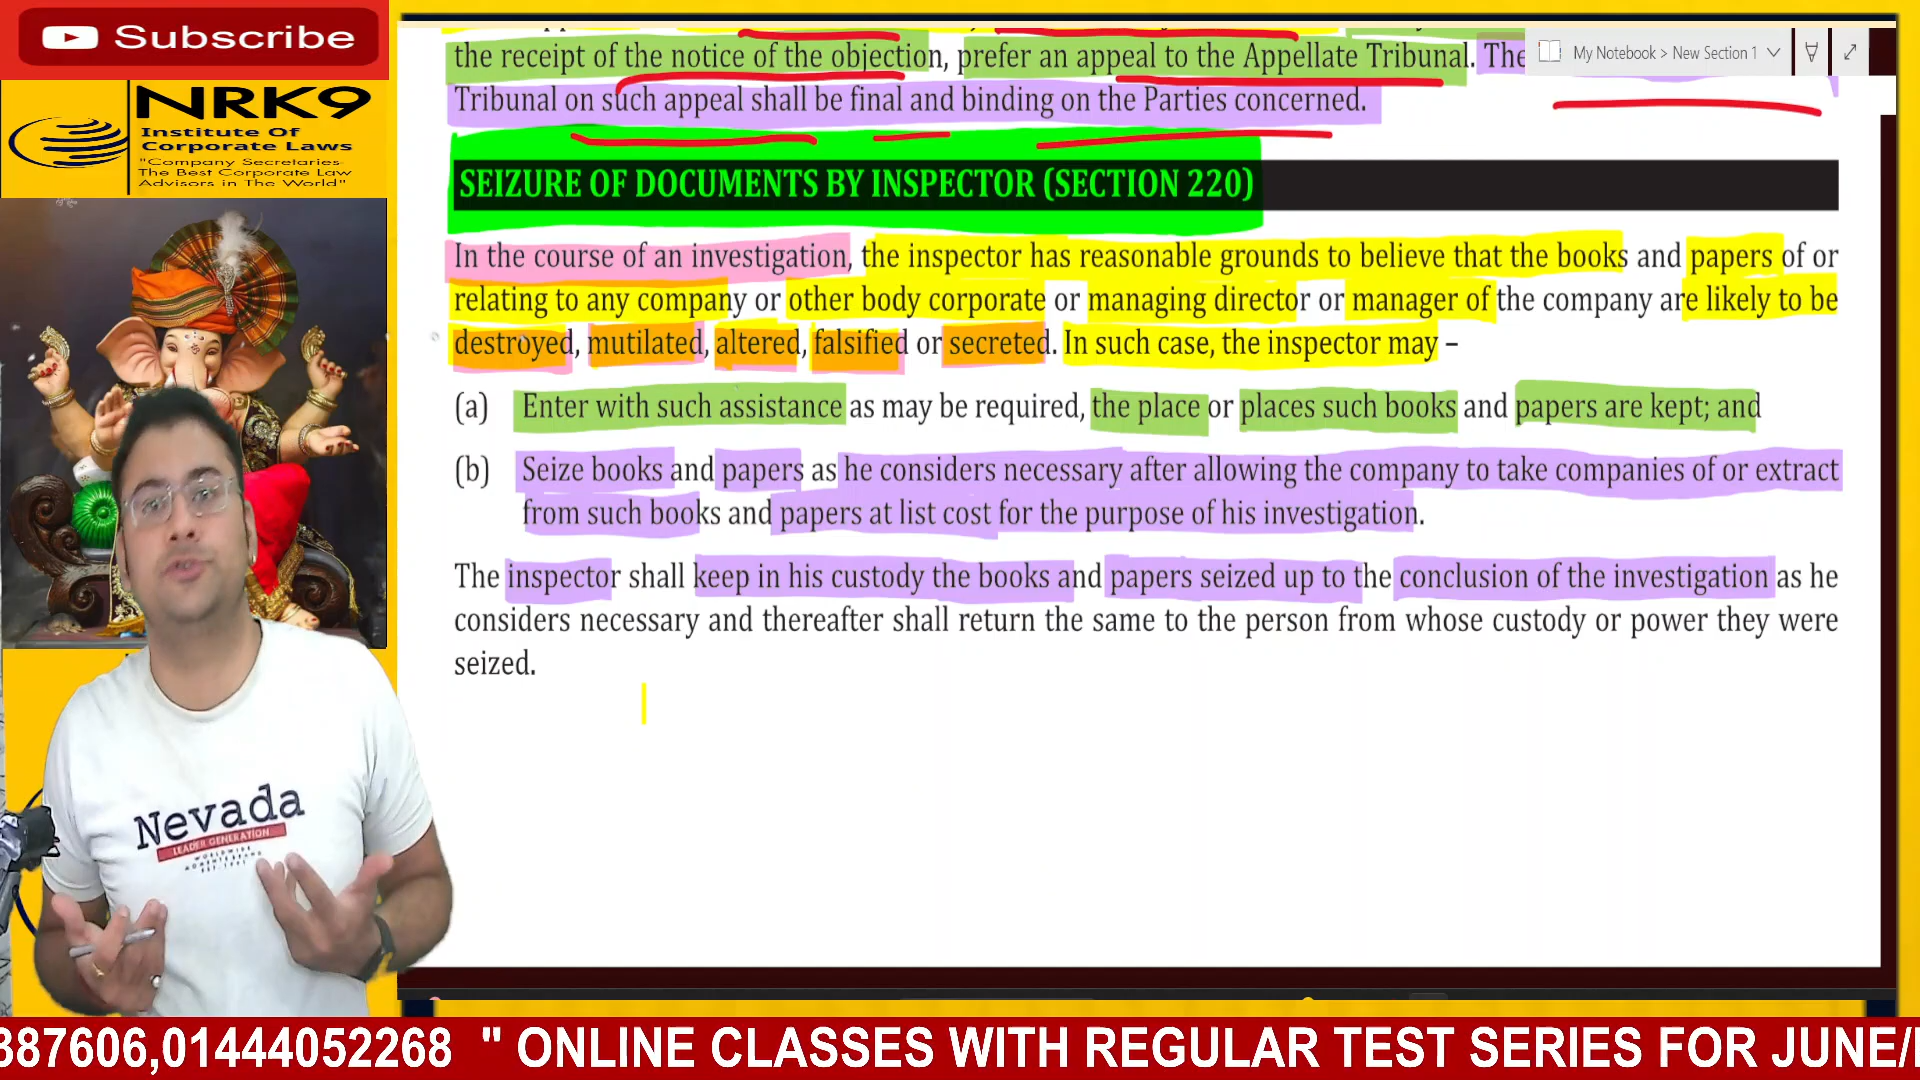 Subscribe
NRK9
Institute Of
Corporate Laws
"Company Secretaries-
The Best Corporate Law
Advisors in The World"
the receipt of the notice of the objection, prefer an appeal to the Appellate Tribunal. The
My Notebook > New Section 1
Tribunal on such appeal shall be final and binding on the Parties concerned.
SEIZURE OF DOCUMENTS BY INSPECTOR (SECTION 220)
In the course of an investigation, the inspector has reasonable grounds to believe that the books and papers of or
relating to any company or other body corporate or managing director or manager of the company are likely to be
destroyed, mutilated, altered, falsified or secreted. In such case, the inspector may –
(a) Enter with such assistance as may be required, the place or places such books and papers are kept; and
(b) Seize books and papers as he considers necessary after allowing the company to take companies of or extract
from such books and papers at list cost for the purpose of his investigation.
The inspector shall keep in his custody the books and papers seized up to the conclusion of the investigation as he
considers necessary and thereafter shall return the same to the person from whose custody or power they were
seized.
Nevada
LEADER GENERATION
WORLDWIDE
387606,01444052268 " ONLINE CLASSES WITH REGULAR TEST SERIES FOR JUNE/